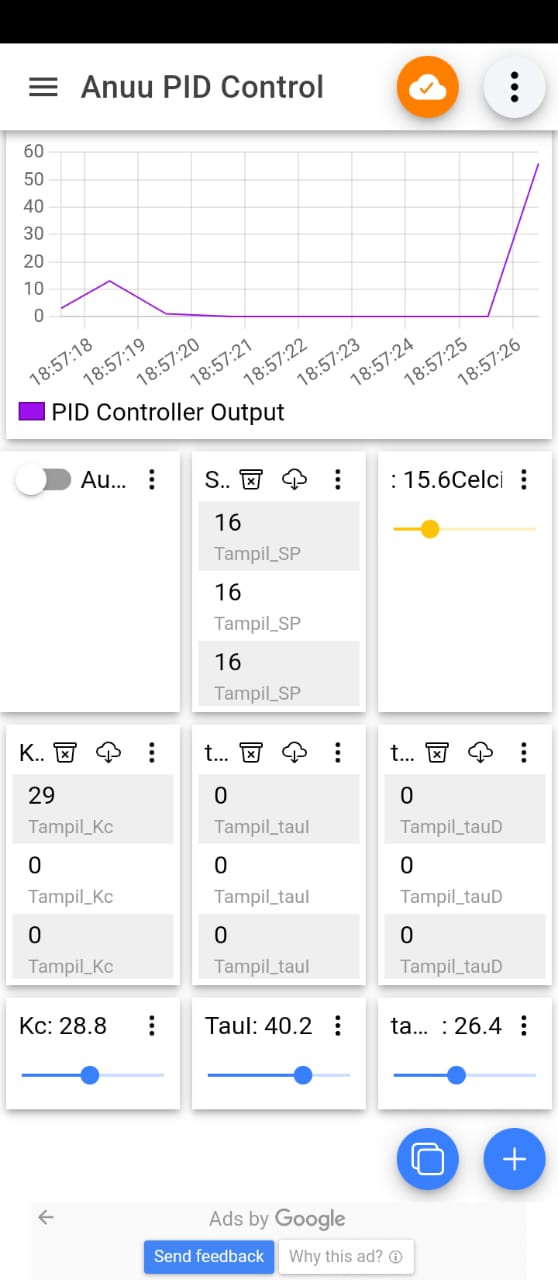 Anuu PID Control
60
50
40
30
20
10
0
18:57:18 18:57:19 18:57:20 18:57:21 18:57:22 18:57:23 18:57:24 18:57:25 18:57:26
PID Controller Output
Au...
S..
16
Tampil_SP
16
Tampil_SP
16
Tampil_SP
: 15.6Celci
K..
29
Tampil_Kc
0
Tampil_Kc
0
Tampil_Kc
t...
0
Tampil_tauI
0
Tampil_tauI
0
Tampil_tauI
t...
0
Tampil_tauD
0
Tampil_tauD
0
Tampil_tauD
Kc: 28.8
TauI: 40.2
ta... : 26.4
Ads by Google
Send feedback
Why this ad?